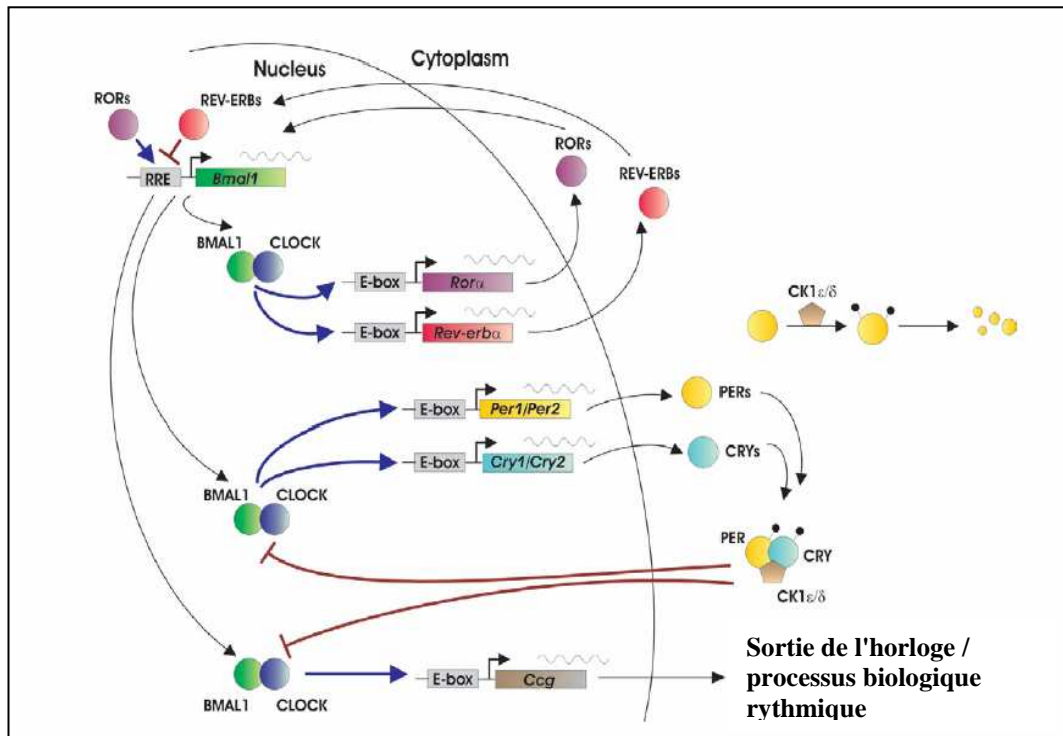 Nucleus
Cytoplasm
RORs
REV-ERBs
RORs
REV-ERBs
RRE
Bmal1
BMAL1
CLOCK
E-box
Rorα
CK1ε/δ
E-box
Rev-erbα
E-box
Per1/Per2
PERs
E-box
Cry1/Cry2
CRYs
BMAL1
CLOCK
PER
CRY
CK1ε/δ
E-box
Ccg
BMAL1
CLOCK
Sortie de l'horloge /
processus biologique
rythmique